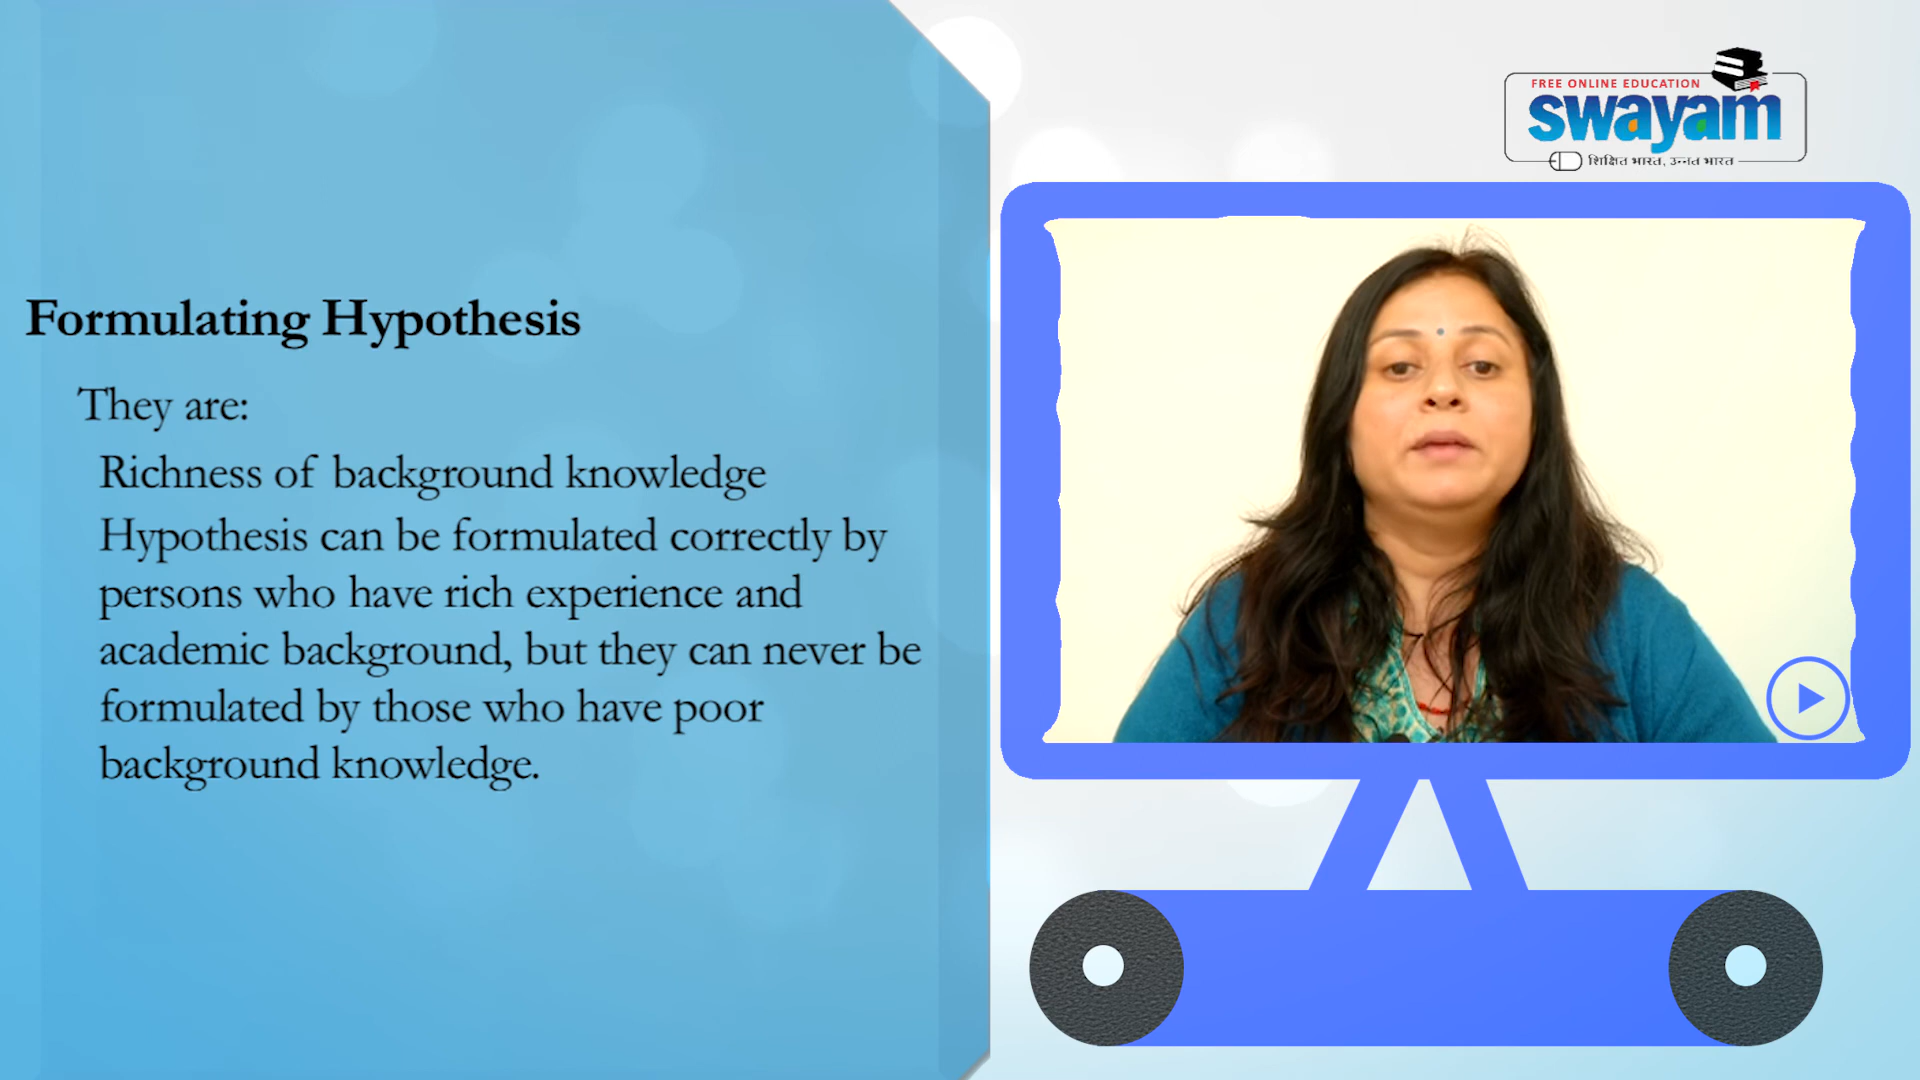 Formulating Hypothesis
They are:
Richness of background knowledge
Hypothesis can be formulated correctly by
persons who have rich experience and
academic background, but they can never be
formulated by those who have poor
background knowledge.
FREE ONLINE EDUCATION
swayam
शिक्षित भारत, उन्नत भारत